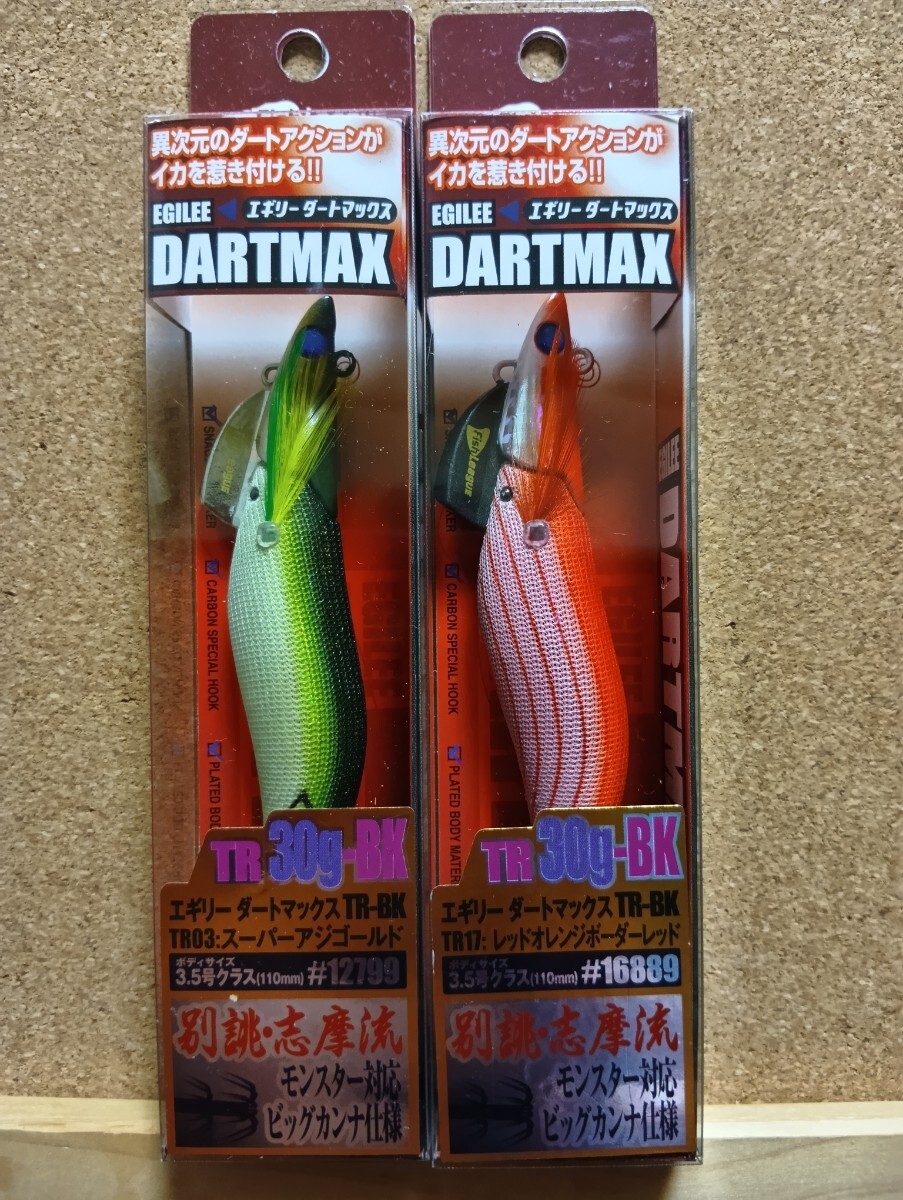 異次元のダートアクションが
イカを惹き付ける!!
EGILEE エギリー ダートマックス
DARTMAX
League
CARBON SPECIAL HOOK
TR 30g-BK
エギリー ダートマックス TR-BK
TR03:スーパーアジゴールド
ボディサイズ
3.5号クラス(110mm) #12799
別誂・志摩流
モンスター対応
ビッグカンナ仕様
異次元のダートアクションが
イカを惹き付ける!!
EGILEE エギリー ダートマックス
DARTMAX
Fish League
CARBON SPECIAL HOOK
PLATED BODY MATER
EGILEE
TR 30g-BK
エギリー ダートマックス TR-BK
TR17: レッドオレンジボーダーレッド
ボディサイズ
3.5号クラス(110mm) #16889
別誂・志摩流
モンスター対応
ビッグカンナ仕様